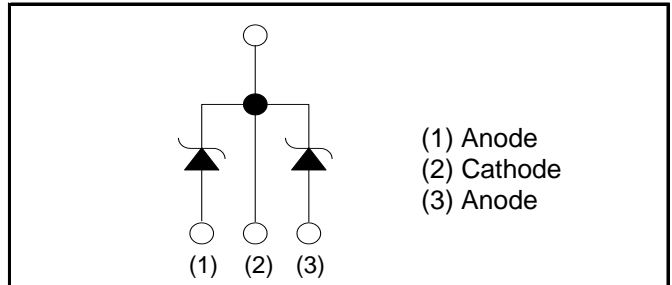 (1) Anode
(2) Cathode
(3) Anode
(1) (2) (3)